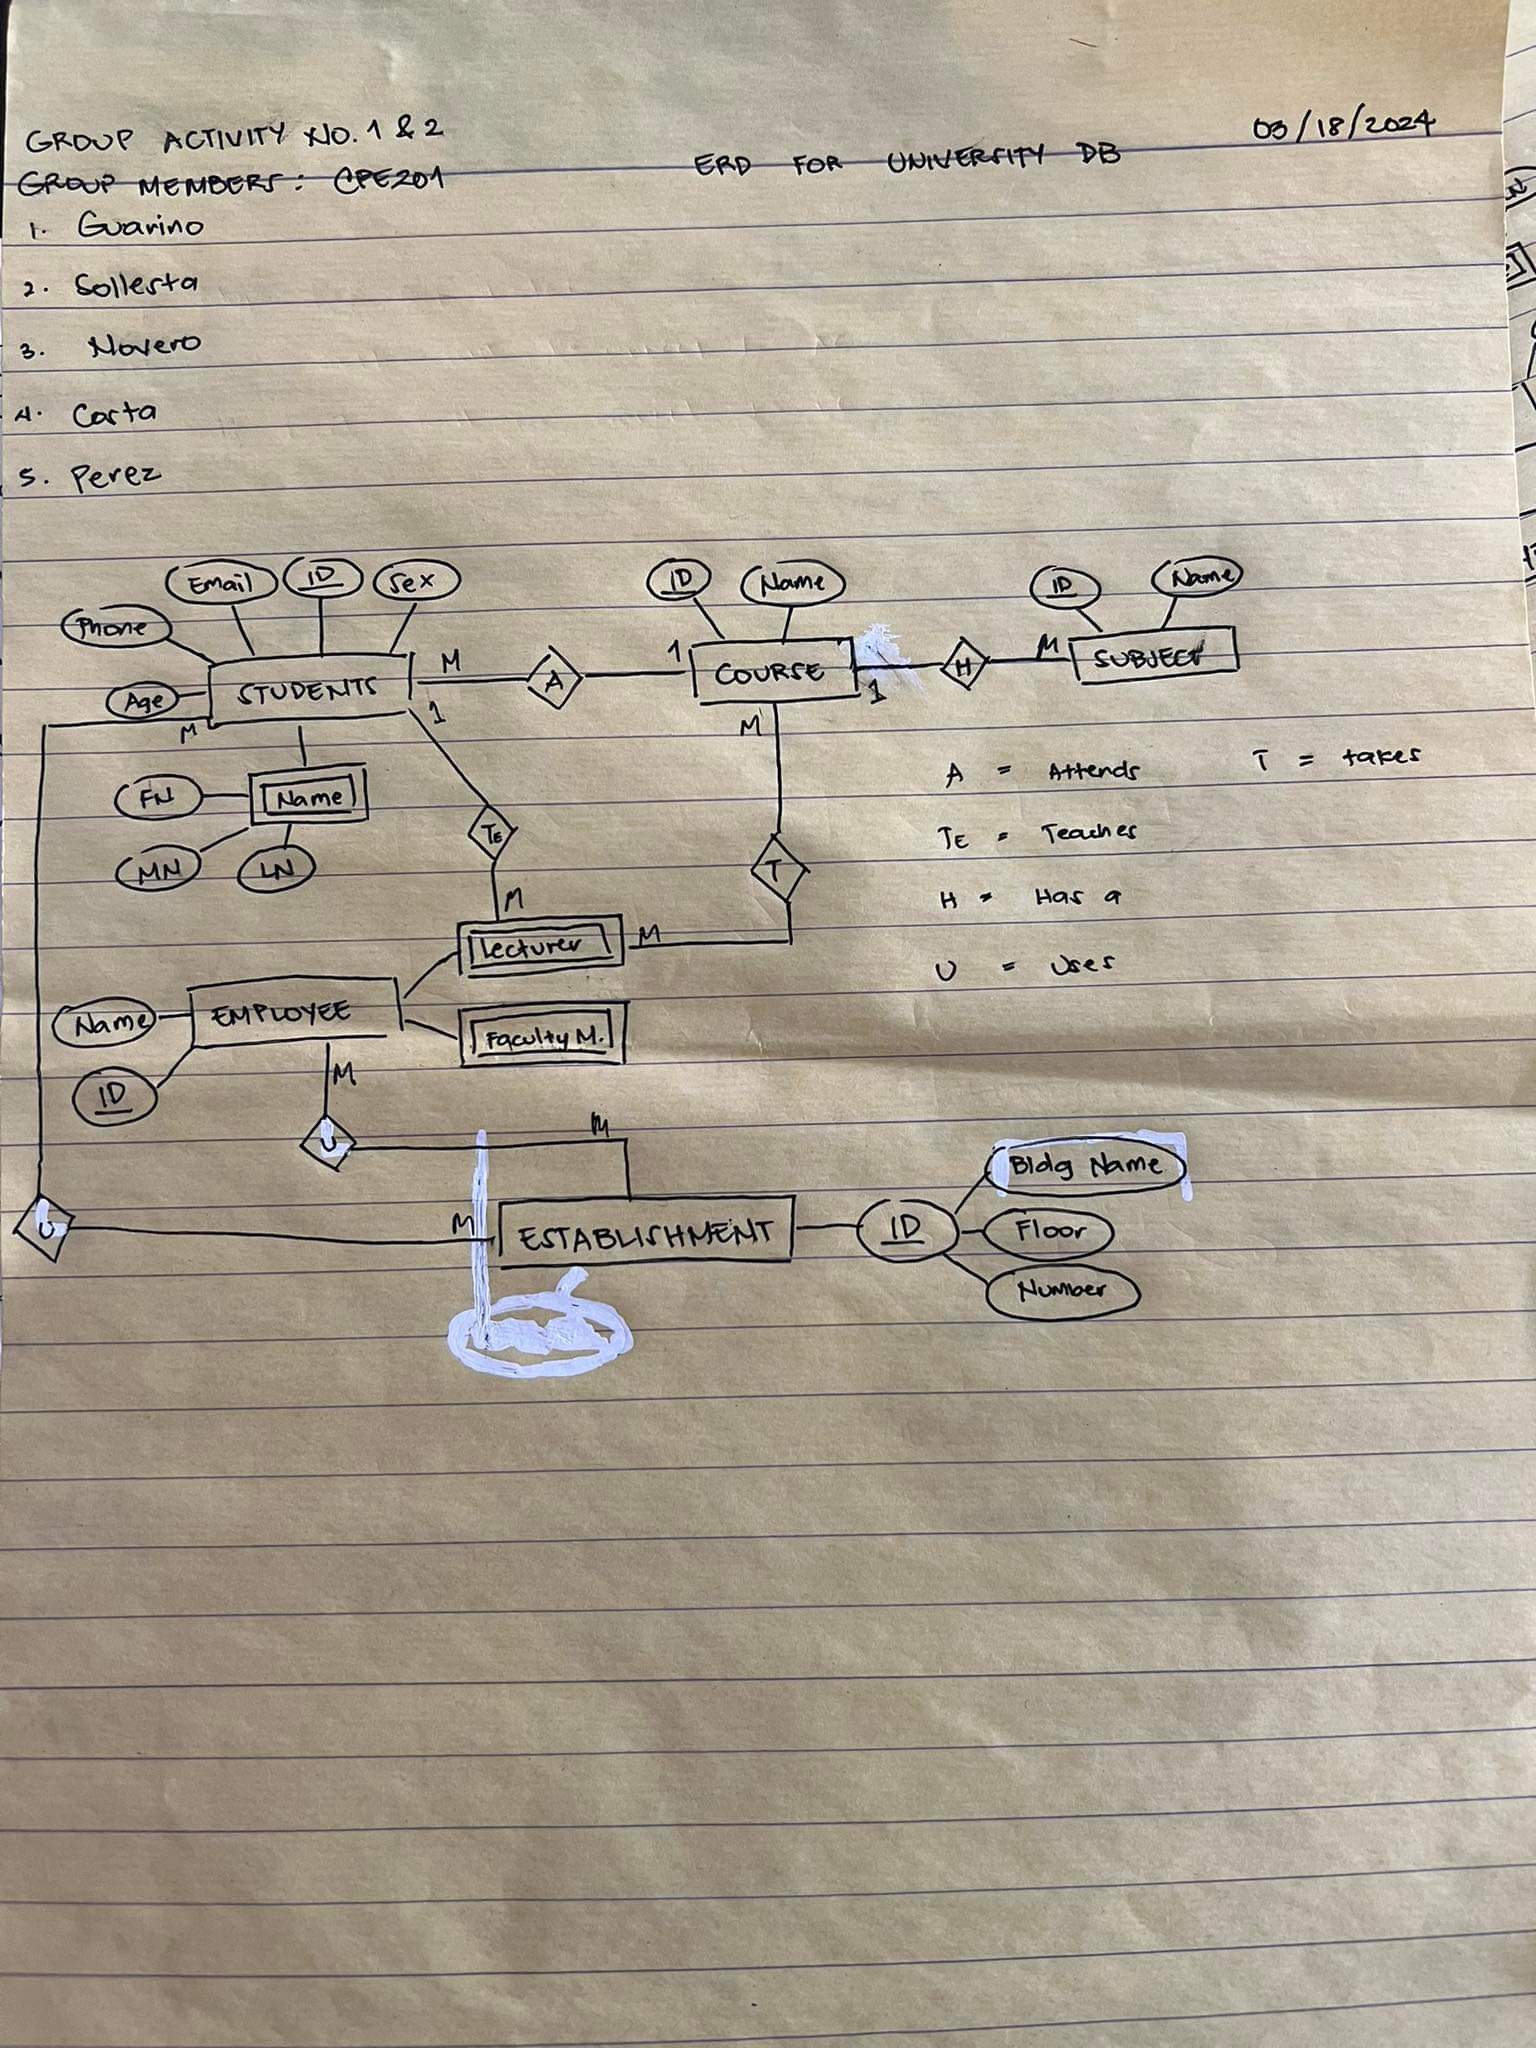 GROUP ACTIVITY NO. 1 & 2
03/18/2024
GROUP MEMBERS: CPE201
ERD FOR UNIVERSITY DB
1. Guarino
2. Sollesta
3. Novero
4. Carta
5. Perez
Email ID Sex
ID Name
ID Name
Phone
M A 1
1 H M
STUDENTS
COURSE
SUBJECT
Age
M
1
M
FN Name
MN LN
TE
T
A = Attends
T = takes
TE = Teaches
H = Has a
U = Uses
M
Lecturer M
Name EMPLOYEE
Faculty M.
ID
M
U M
Bldg Name
U M ESTABLISHMENT ID Floor
Number